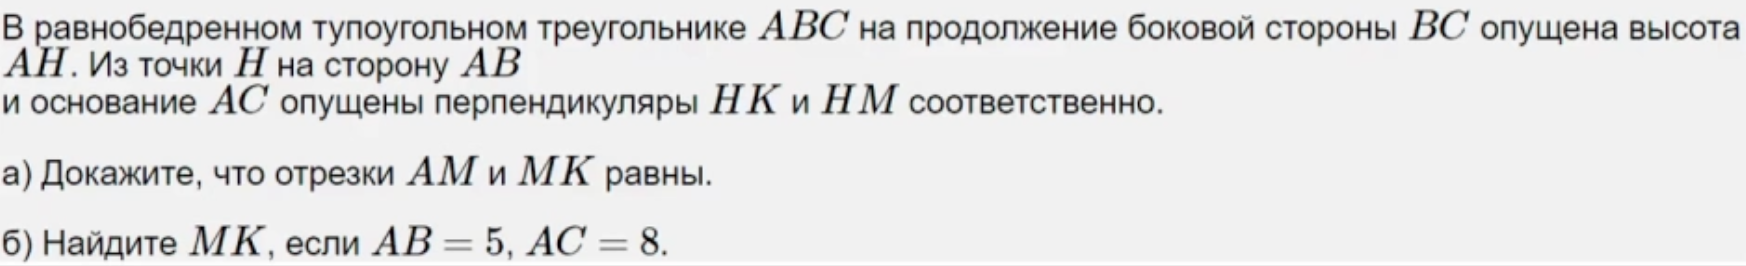 В равнобедренном тупоугольном треугольнике ABC на продолжение боковой стороны BC опущена высота
AH. Из точки H на сторону AB
и основание AC опущены перпендикуляры HK и HM соответственно.
а) Докажите, что отрезки AM и MK равны.
б) Найдите MK, если AB = 5, AC = 8.